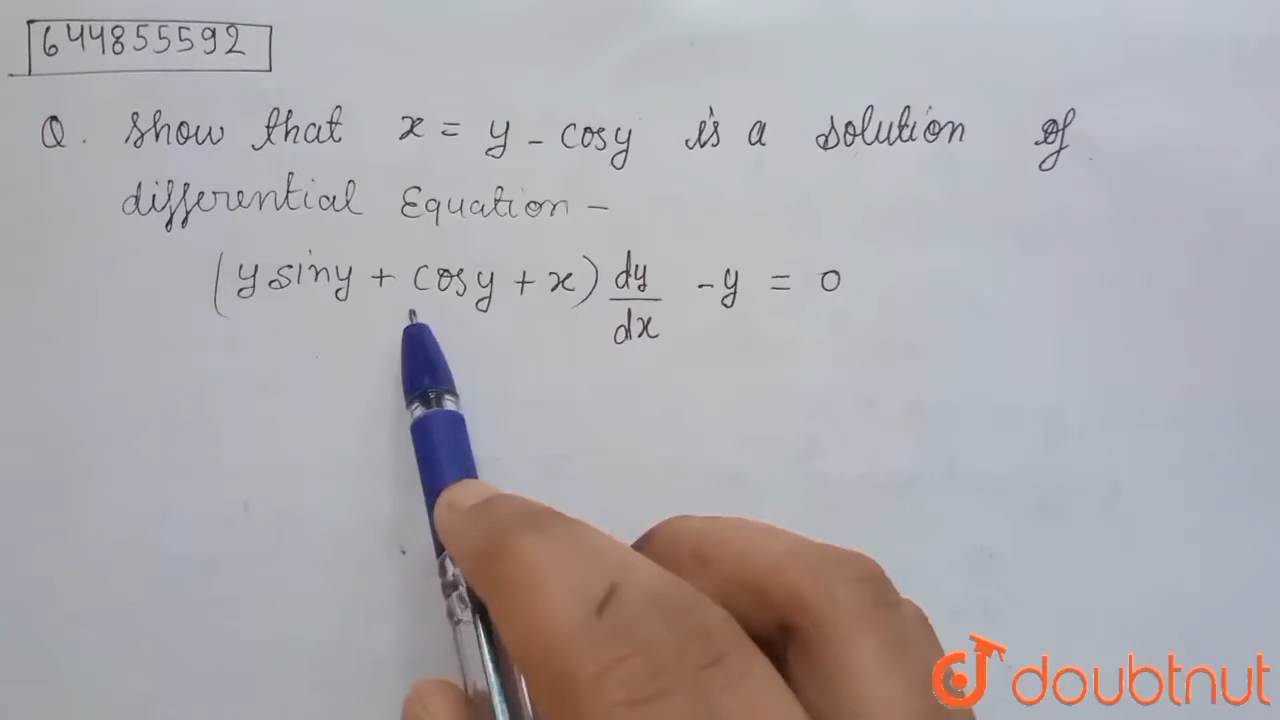 644855592
Q. Show that x = y - cosy is a solution of
differential Equation -
(y siny + cosy + x) dy/dx - y = 0
doubtnut